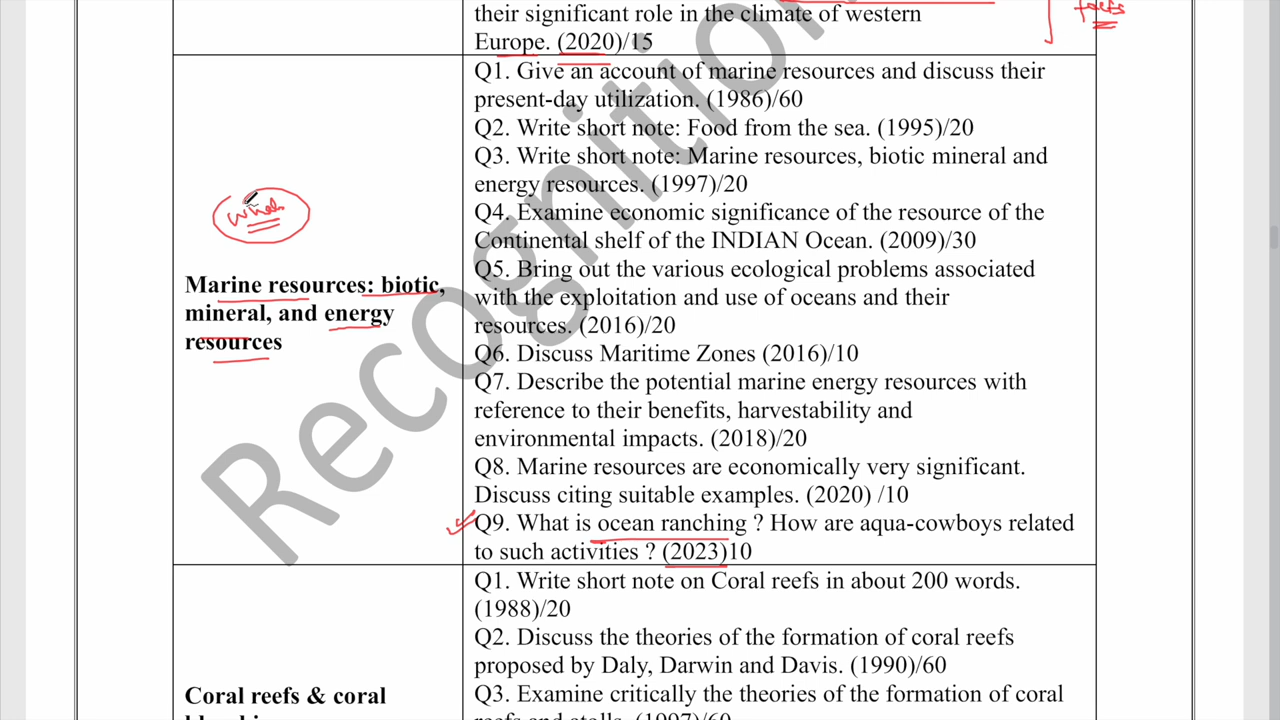 their significant role in the climate of western
Europe. (2020)/15
facts
Marine resources: biotic,
mineral, and energy
resources
Q1. Give an account of marine resources and discuss their
present-day utilization. (1986)/60
Q2. Write short note: Food from the sea. (1995)/20
Q3. Write short note: Marine resources, biotic mineral and
energy resources. (1997)/20
Q4. Examine economic significance of the resource of the
Continental shelf of the INDIAN Ocean. (2009)/30
Q5. Bring out the various ecological problems associated
with the exploitation and use of oceans and their
resources. (2016)/20
Q6. Discuss Maritime Zones (2016)/10
Q7. Describe the potential marine energy resources with
reference to their benefits, harvestability and
environmental impacts. (2018)/20
Q8. Marine resources are economically very significant.
Discuss citing suitable examples. (2020) /10
Q9. What is ocean ranching ? How are aqua-cowboys related
to such activities ? (2023)10
Coral reefs & coral
Q1. Write short note on Coral reefs in about 200 words.
(1988)/20
Q2. Discuss the theories of the formation of coral reefs
proposed by Daly, Darwin and Davis. (1990)/60
Q3. Examine critically the theories of the formation of coral
reefs and atolls. (1997)/60
Recognition